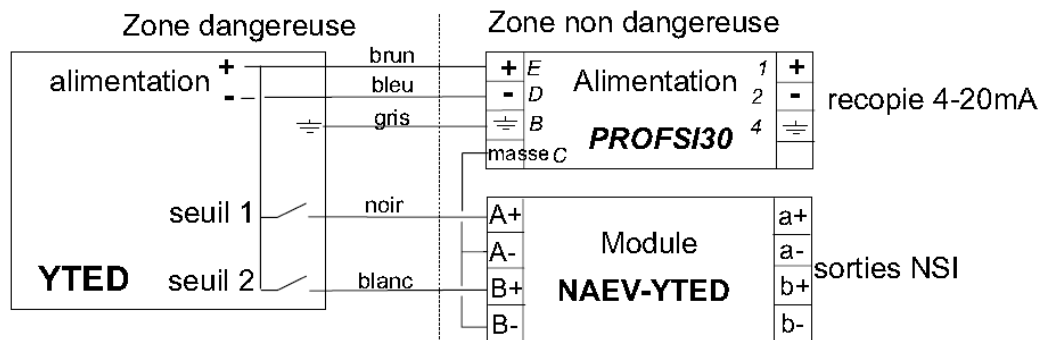 Zone dangereuse
Zone non dangereuse
alimentation + brun + E Alimentation 1 +
- bleu - D 2 - recopie 4-20mA
gris B PROFSI30 4
masse C
seuil 1 noir A+ Module a+
A- a-
YTED seuil 2 blanc B+ NAEV-YTED b+ sorties NSI
B- b-